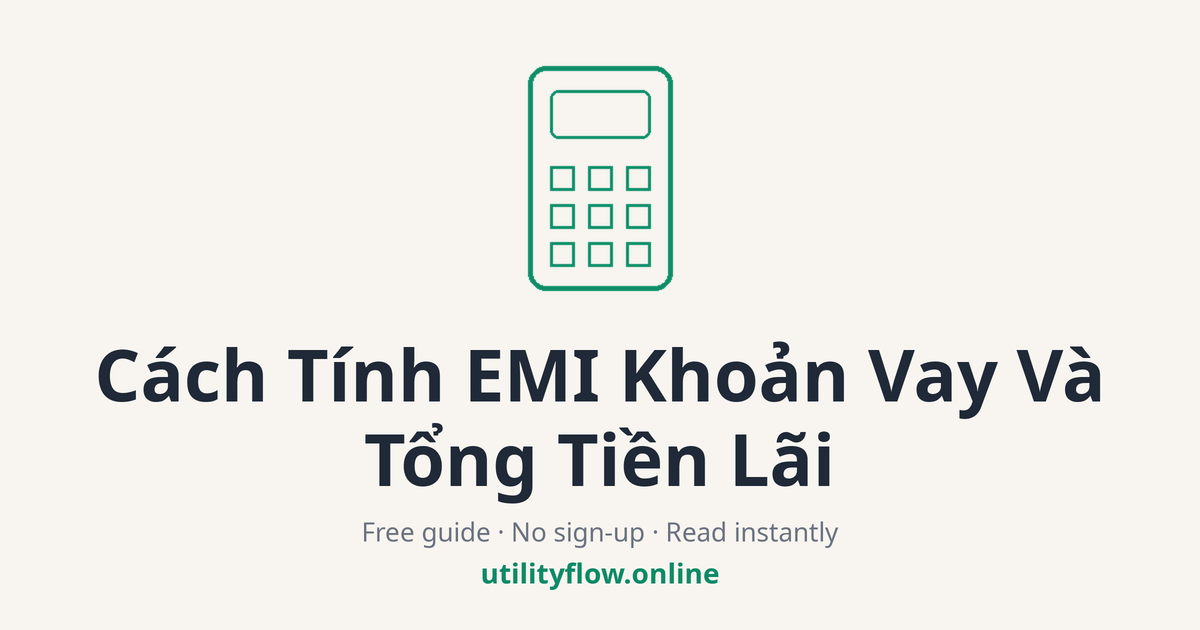 Cách Tính EMI Khoản Vay Và
Tổng Tiền Lãi
Free guide · No sign-up · Read instantly
utilityflow.online